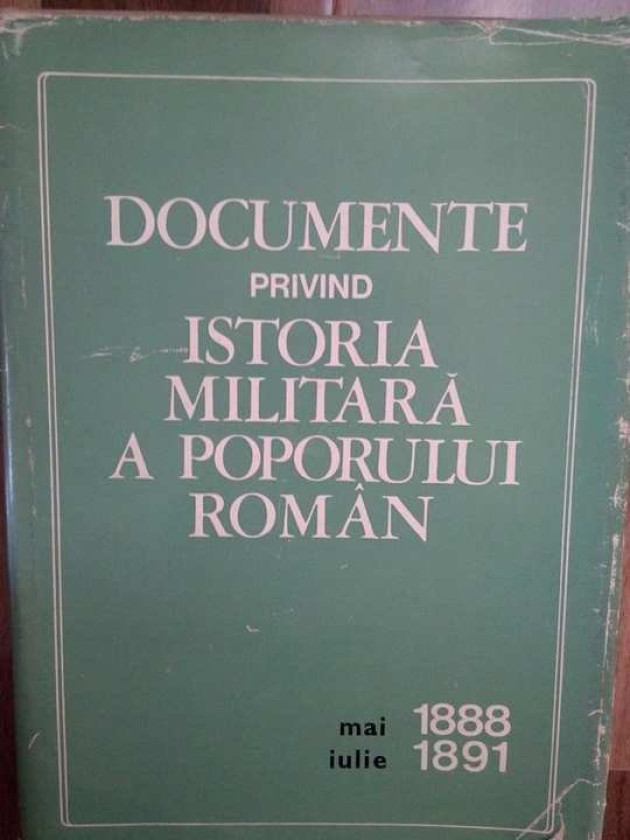 DOCUMENTE
PRIVIND
ISTORIA
MILITARĂ
A POPORULUI
ROMÂN
mai 1888
iulie 1891